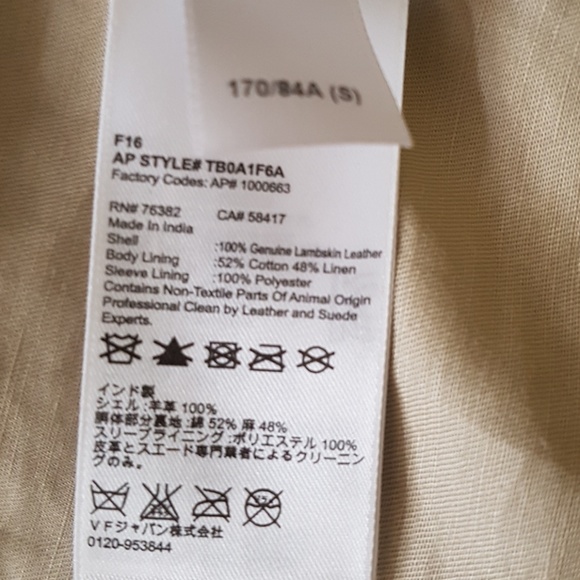 170/84A (S)
F16
AP STYLE# TB0A1F6A
Factory Codes: AP# 1000663
RN# 76382 CA# 58417
Made In India
Shell :100% Genuine Lambskin Leather
Body Lining :52% Cotton 48% Linen
Sleeve Lining :100% Polyester
Contains Non-Textile Parts Of Animal Origin
Professional Clean by Leather and Suede
Experts.
インド製
シェル :羊革 100%
胴体部分裏地 :綿 52% 麻 48%
スリーブライニング :ポリエステル 100%
皮革とスエード専門業者によるクリーニン
グのみ。
VFジャパン株式会社
0120-953844